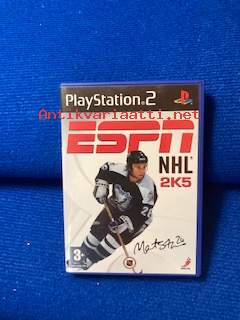 PlayStation 2
Antikvariaatti.net
ESPN
NHL
2K5
3+